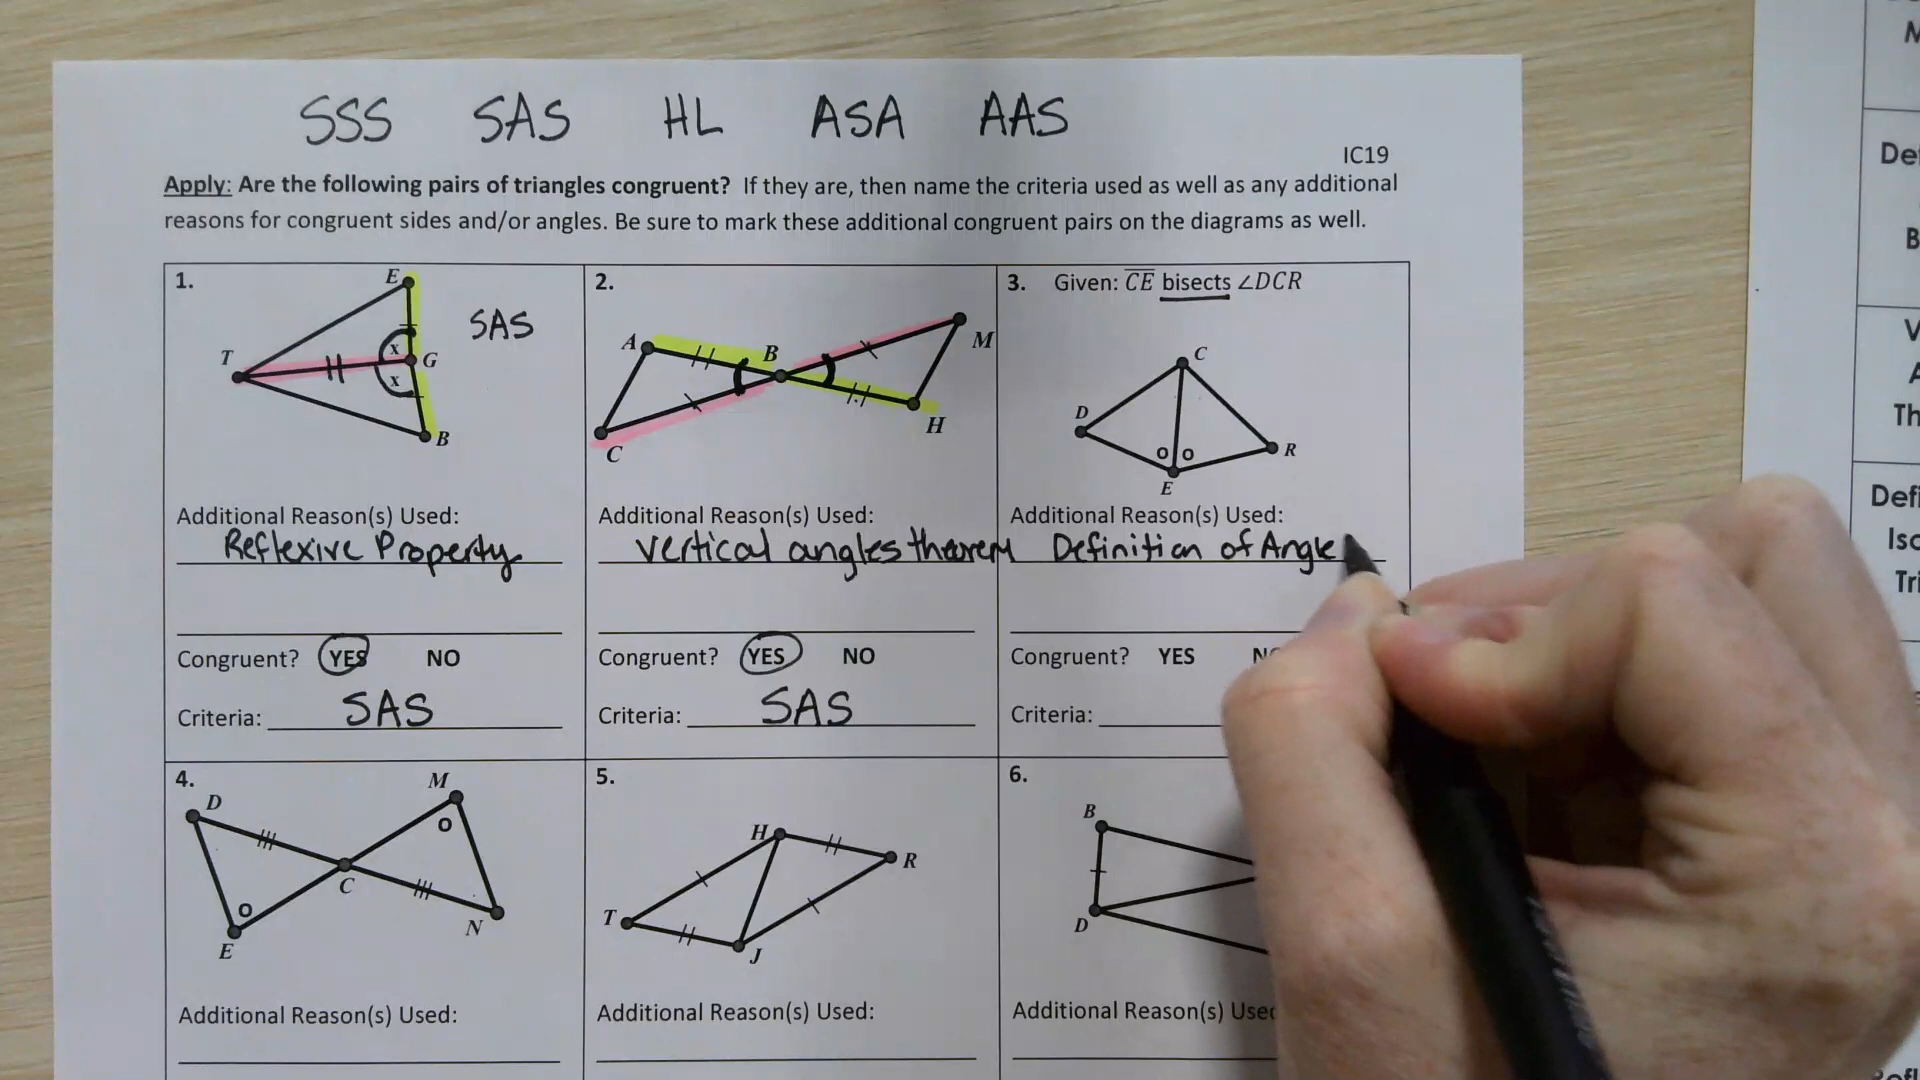 SSS SAS HL ASA AAS
IC19
Apply: Are the following pairs of triangles congruent? If they are, then name the criteria used as well as any additional
reasons for congruent sides and/or angles. Be sure to mark these additional congruent pairs on the diagrams as well.
1.
E
T
x
G
x
B
SAS
Additional Reason(s) Used:
Reflexive Property
Congruent? YES NO
Criteria: SAS
2.
A
B
M
C
H
Additional Reason(s) Used:
vertical angles theorem
Congruent? YES NO
Criteria: SAS
3. Given: CE bisects ∠DCR
C
D
R
o o
E
Additional Reason(s) Used:
Definition of Angle
Congruent? YES
Criteria:
4.
D
M
o
C
o
E
N
Additional Reason(s) Used:
5.
H
R
T
J
Additional Reason(s) Used:
6.
B
D
Additional Reason(s)
M
B
V
Th